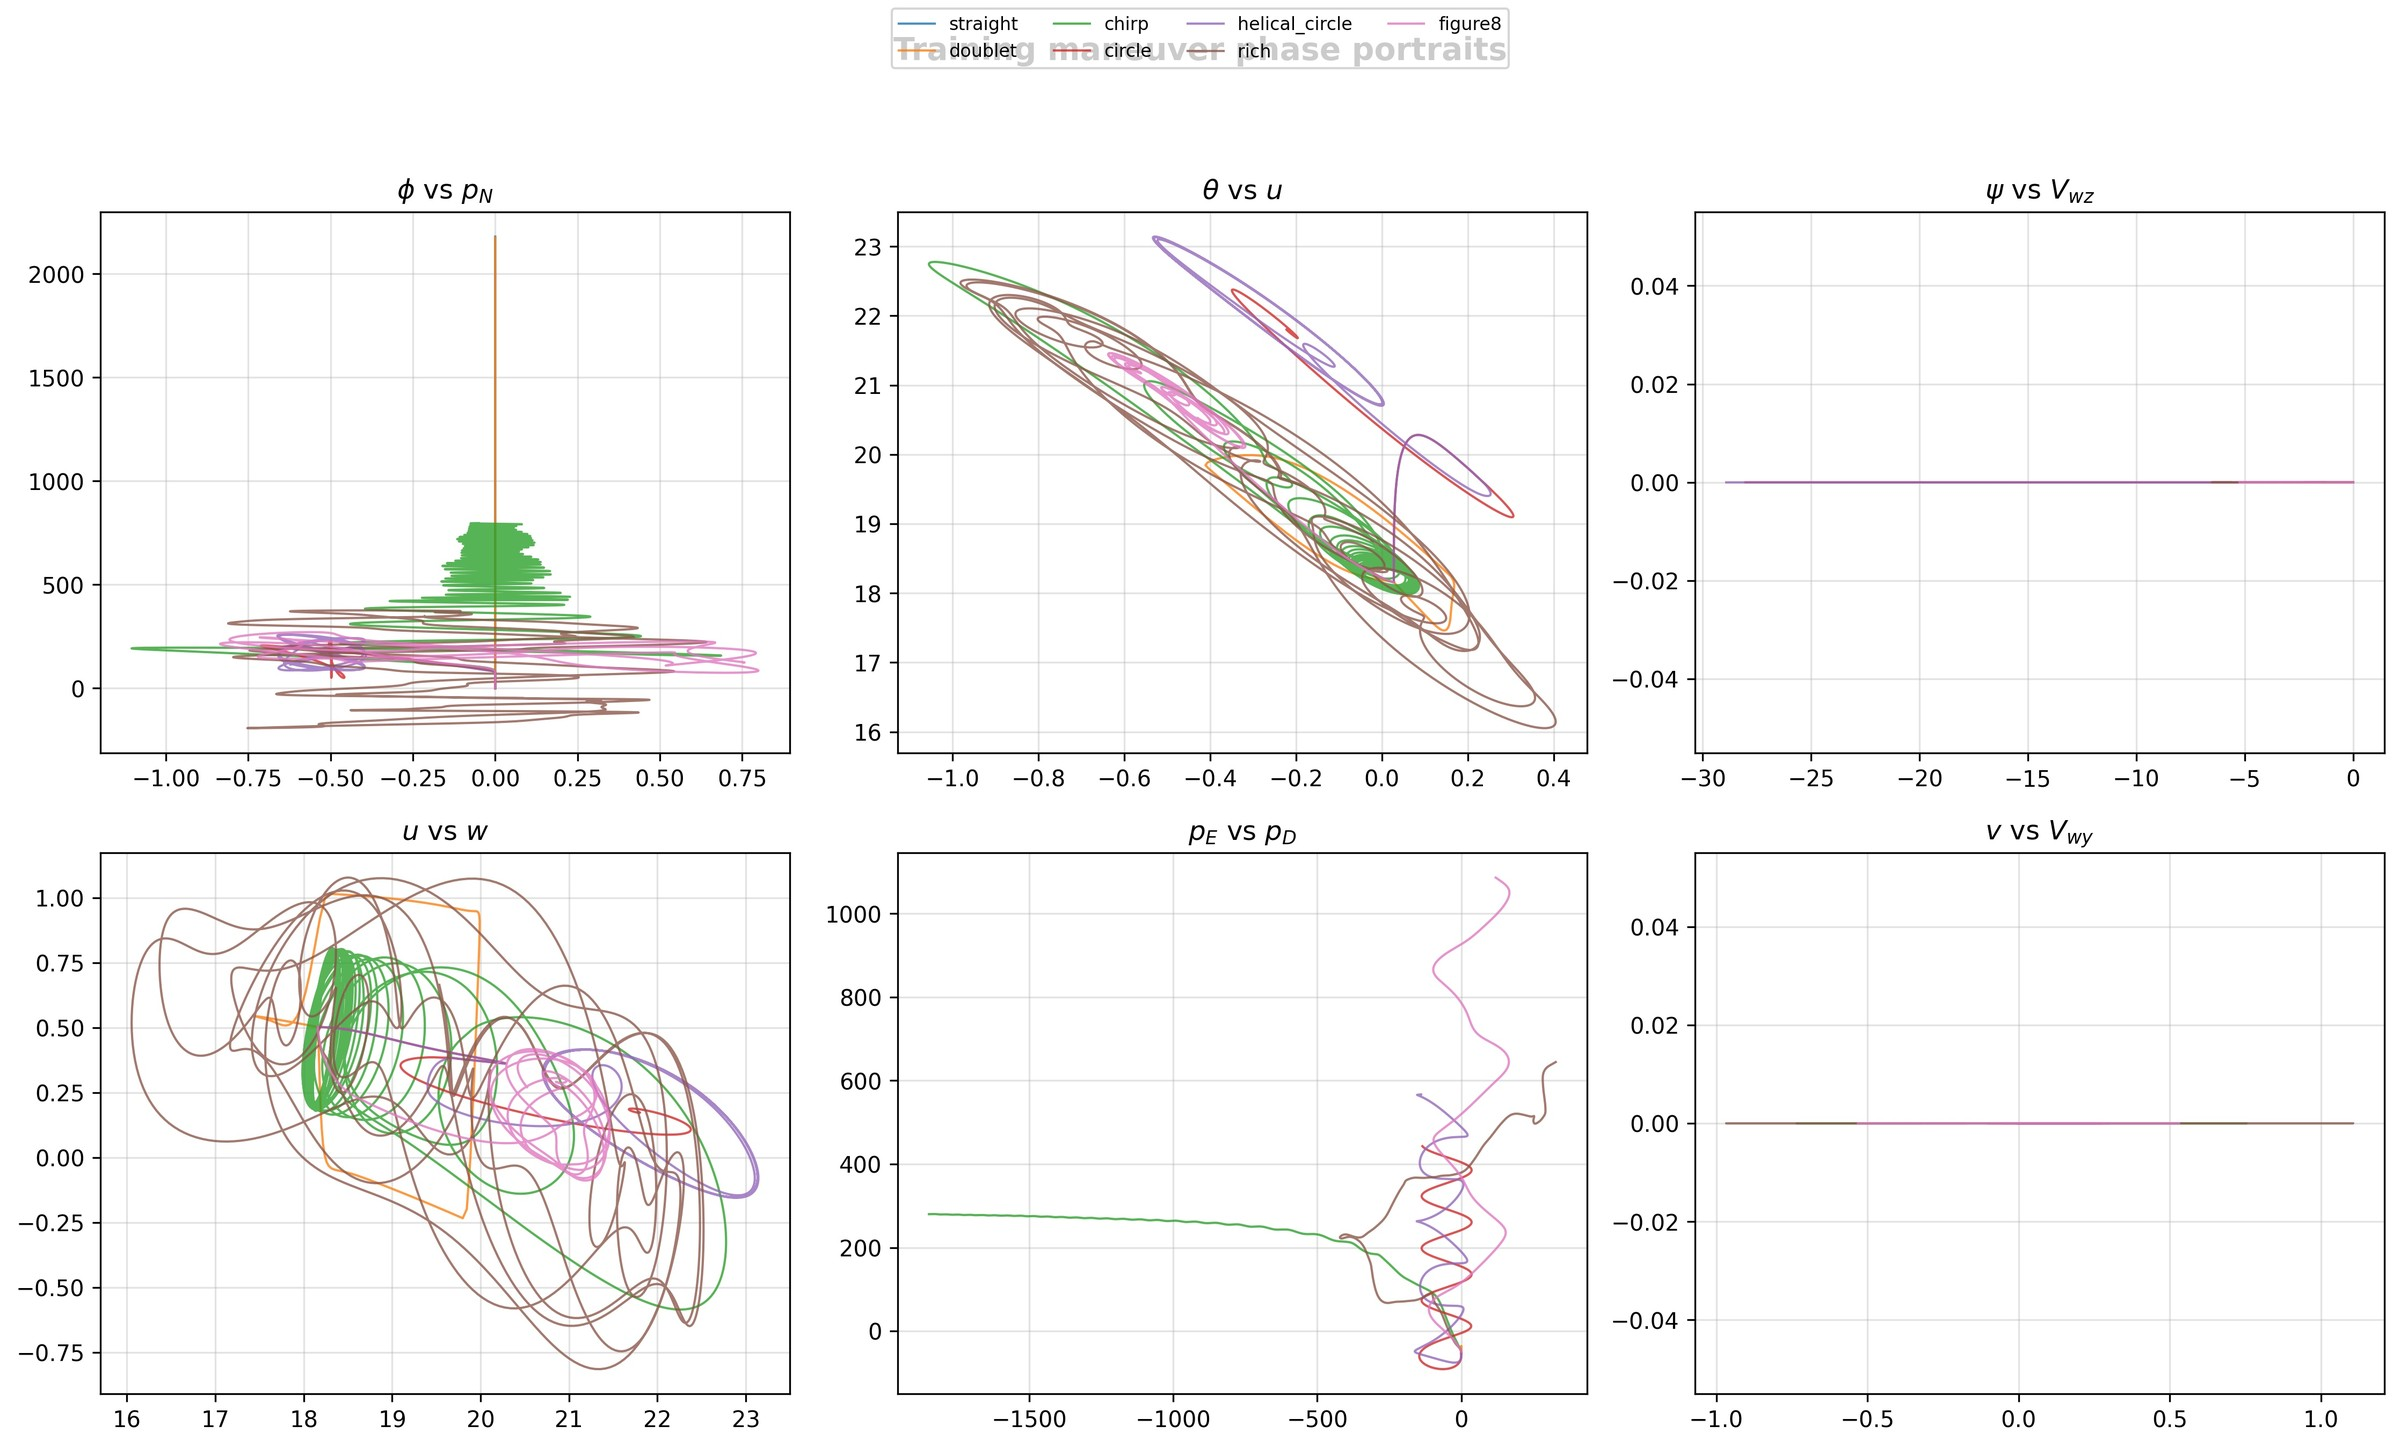 straight chirp helical_circle figure8
doublet circle rich
Training maneuver phase portraits
ϕ vs p_N
2000
1500
1000
500
0
−1.00 −0.75 −0.50 −0.25 0.00 0.25 0.50 0.75
θ vs u
23
22
21
20
19
18
17
16
−1.0 −0.8 −0.6 −0.4 −0.2 0.0 0.2 0.4
ψ vs V_wz
0.04
0.02
0.00
−0.02
−0.04
−30 −25 −20 −15 −10 −5 0
u vs w
1.00
0.75
0.50
0.25
0.00
−0.25
−0.50
−0.75
16 17 18 19 20 21 22 23
p_E vs p_D
1000
800
600
400
200
0
−1500 −1000 −500 0
v vs V_wy
0.04
0.02
0.00
−0.02
−0.04
−1.0 −0.5 0.0 0.5 1.0